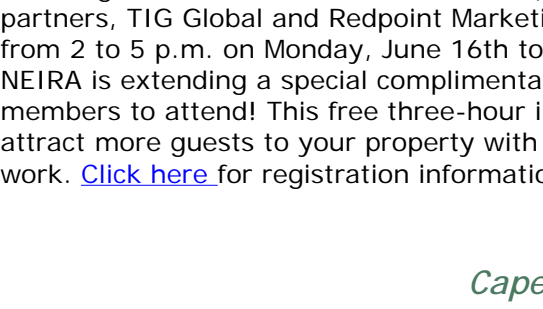 partners, TIG Global and Redpoint Marketi
from 2 to 5 p.m. on Monday, June 16th to
NEIRA is extending a special complimenta
members to attend! This free three-hour i
attract more guests to your property with
work. Click here for registration informatio
Cape